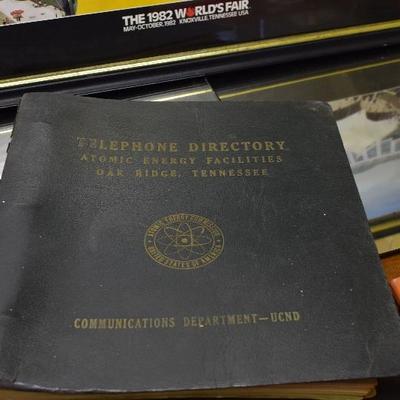 THE 1982 WORLD'S FAIR
MAY-OCTOBER, 1982 KNOXVILLE, TENNESSEE USA
TELEPHONE DIRECTORY
ATOMIC ENERGY FACILITIES
OAK RIDGE, TENNESSEE
ATOMIC ENERGY COMMISSION
UNITED STATES OF AMERICA
COMMUNICATIONS DEPARTMENT—UCND